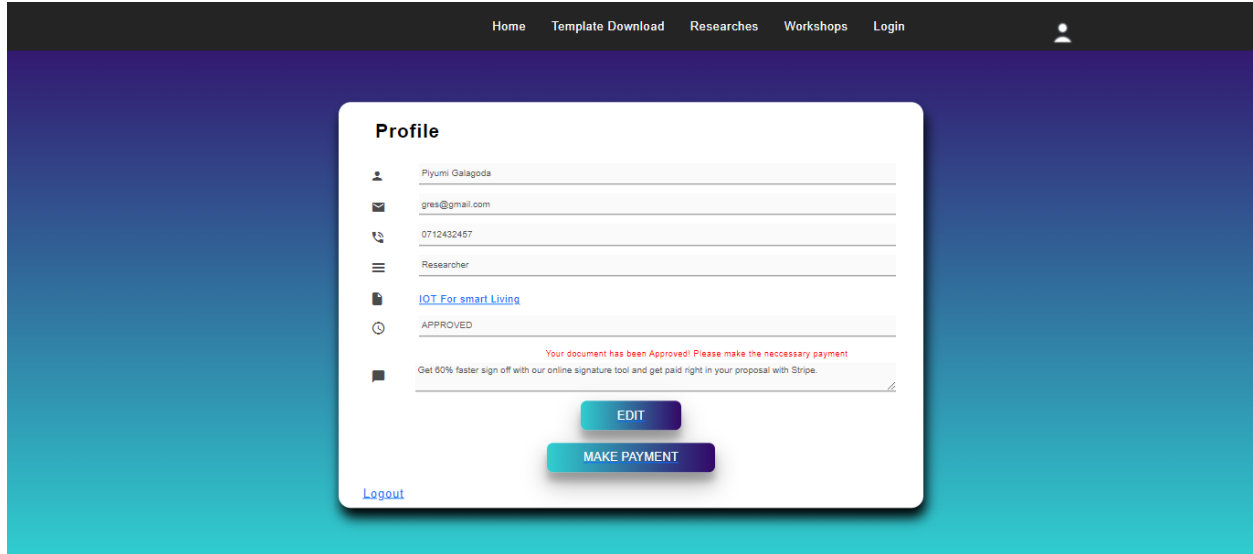 Home Template Download Researches Workshops Login
Profile
Piyumi Galagoda
gres@gmail.com
0712432457
Researcher
IOT For smart Living
APPROVED
Your document has been Approved! Please make the neccessary payment
Get 60% faster sign off with our online signature tool and get paid right in your proposal with Stripe.
EDIT
MAKE PAYMENT
Logout